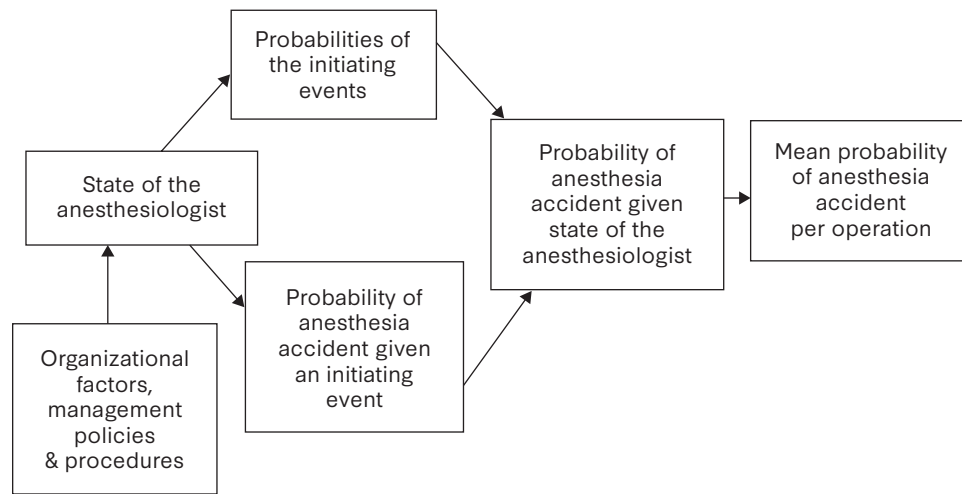 Probabilities of
the initiating
events
State of the
anesthesiologist
Organizational
factors,
management
policies
& procedures
Probability of
anesthesia
accident given
an initiating
event
Probability of
anesthesia
accident given
state of the
anesthesiologist
Mean probability
of anesthesia
accident
per operation